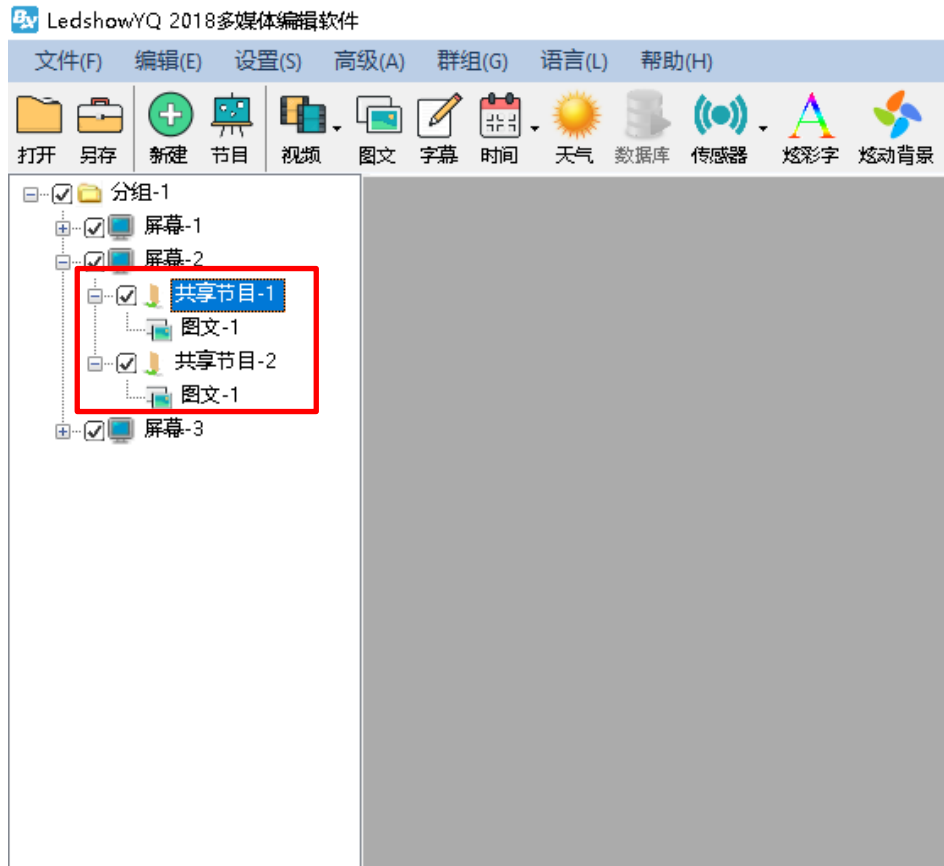 BX LedshowYQ 2018多媒体编辑软件
文件(F) 编辑(E) 设置(S) 高级(A) 群组(G) 语言(L) 帮助(H)
打开 另存 新建 节目 视频 图文 字幕 时间 天气 数据库 传感器 炫彩字 炫动背景
分组-1
屏幕-1
屏幕-2
共享节目-1
图文-1
共享节目-2
图文-1
屏幕-3